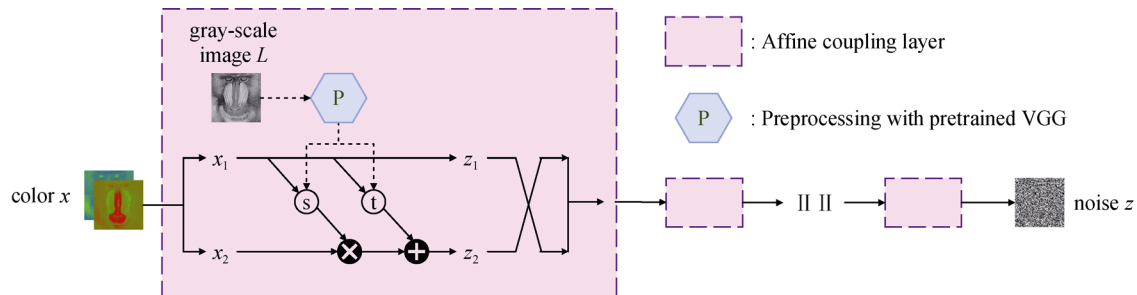 gray-scale
image L
P
x1
z1
s
t
x2
z2
color x
: Affine coupling
layer
P
: Preprocessing with pretrained VGG
noise z